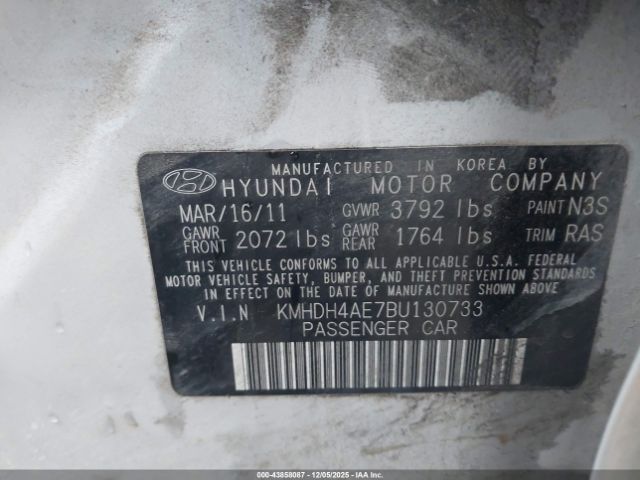 MANUFACTURED IN KOREA BY
HYUNDAI MOTOR COMPANY
MAR/16/11 GVWR 3792 lbs PAINT N3S
GAWR FRONT 2072 lbs GAWR REAR 1764 lbs TRIM RAS
THIS VEHICLE CONFORMS TO ALL APPLICABLE U.S.A. FEDERAL
MOTOR VEHICLE SAFETY, BUMPER, AND THEFT PREVENTION STANDARDS
IN EFFECT ON THE DATE OF MANUFACTURE SHOWN ABOVE
V.I.N KMHDH4AE7BU130733
PASSENGER CAR
© IMAGE - 43858087 - 12/05/2025 - IAA INC.